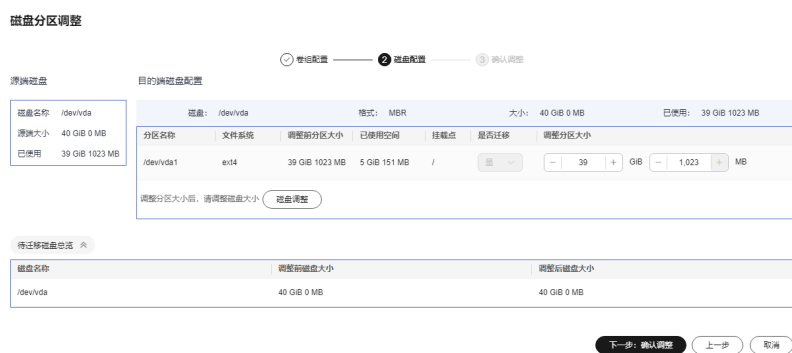 磁盘分区调整
卷组配置 2 磁盘配置 3 确认调整
源端磁盘 目的端磁盘配置
磁盘名称 /dev/vda
源端大小 40 GiB 0 MB
已使用 39 GiB 1023 MB
磁盘: /dev/vda 格式: MBR 大小: 40 GiB 0 MB 已使用: 39 GiB 1023 MB
分区名称 文件系统 调整前分区大小 已使用空间 挂载点 是否迁移 调整分区大小
/dev/vda1 ext4 39 GiB 1023 MB 5 GiB 151 MB / 是 − 39 + GiB − 1,023 + MB
调整分区大小后，请调整磁盘大小 磁盘调整
待迁移磁盘总览
磁盘名称 调整前磁盘大小 调整后磁盘大小
/dev/vda 40 GiB 0 MB 40 GiB 0 MB
下一步：确认调整 上一步 取消